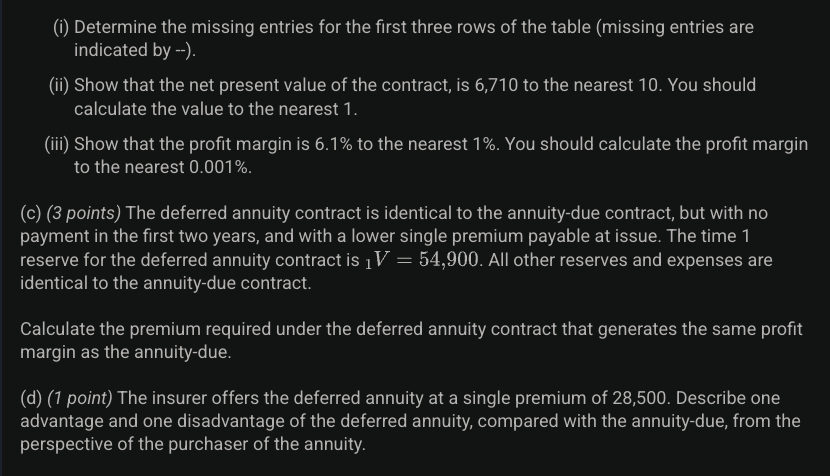 (i) Determine the missing entries for the first three rows of the table (missing entries are
indicated by --).
(ii) Show that the net present value of the contract, is 6,710 to the nearest 10. You should
calculate the value to the nearest 1.
(iii) Show that the profit margin is 6.1% to the nearest 1%. You should calculate the profit margin
to the nearest 0.001%.
(c) (3 points) The deferred annuity contract is identical to the annuity-due contract, but with no
payment in the first two years, and with a lower single premium payable at issue. The time 1
reserve for the deferred annuity contract is ₁V = 54,900. All other reserves and expenses are
identical to the annuity-due contract.
Calculate the premium required under the deferred annuity contract that generates the same profit
margin as the annuity-due.
(d) (1 point) The insurer offers the deferred annuity at a single premium of 28,500. Describe one
advantage and one disadvantage of the deferred annuity, compared with the annuity-due, from the
perspective of the purchaser of the annuity.